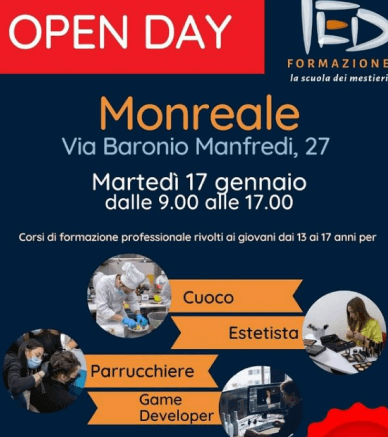 OPEN DAY
TED
FORMAZIONE
la scuola dei mestieri
Monreale
Via Baronio Manfredi, 27
Martedì 17 gennaio
dalle 9.00 alle 17.00
Corsi di formazione professionale rivolti ai giovani dai 13 ai 17 anni per
Cuoco
Estetista
Parrucchiere
Game
Developer